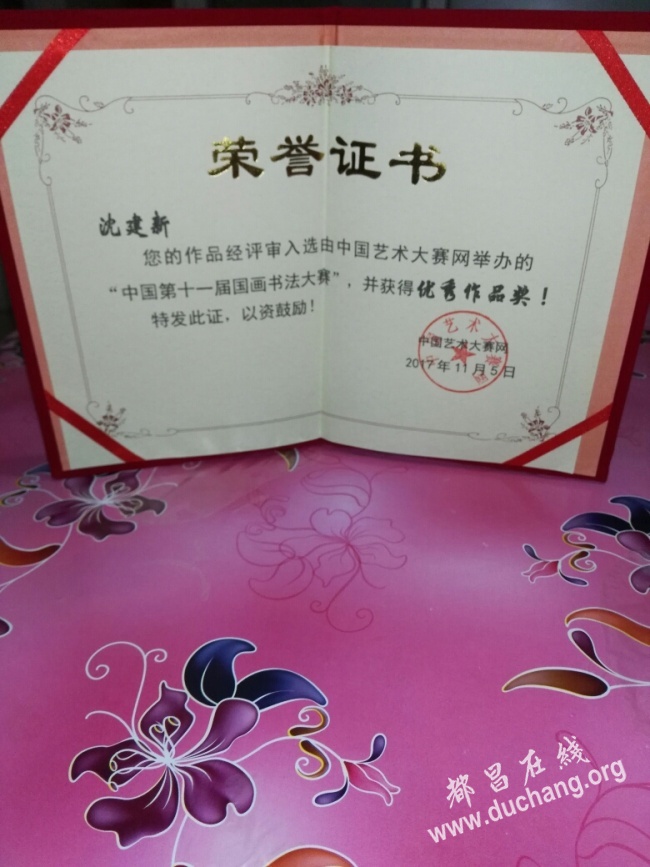 荣誉证书
沈建新
您的作品经评审入选由中国艺术大赛网举办的
“中国第十一届国画书法大赛”，并获得优秀作品奖！
特发此证，以资鼓励！
中国艺术大赛网
2017年11月5日
都昌在线
www.duchang.org